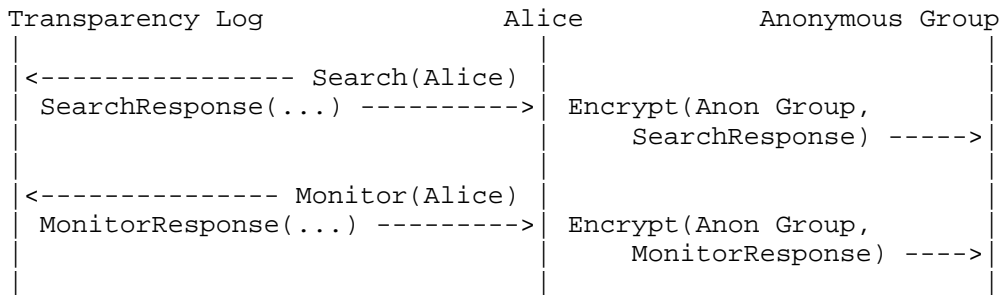 Transparency Log               Alice           Anonymous Group
|                                |                           |
|<---------------- Search(Alice) |                           |
| SearchResponse(...) ---------->| Encrypt(Anon Group,       |
|                                |     SearchResponse) ----->|
|                                |                           |
|<--------------- Monitor(Alice) |                           |
| MonitorResponse(...) --------->| Encrypt(Anon Group,       |
|                                |     MonitorResponse) ---->|
|                                |                           |